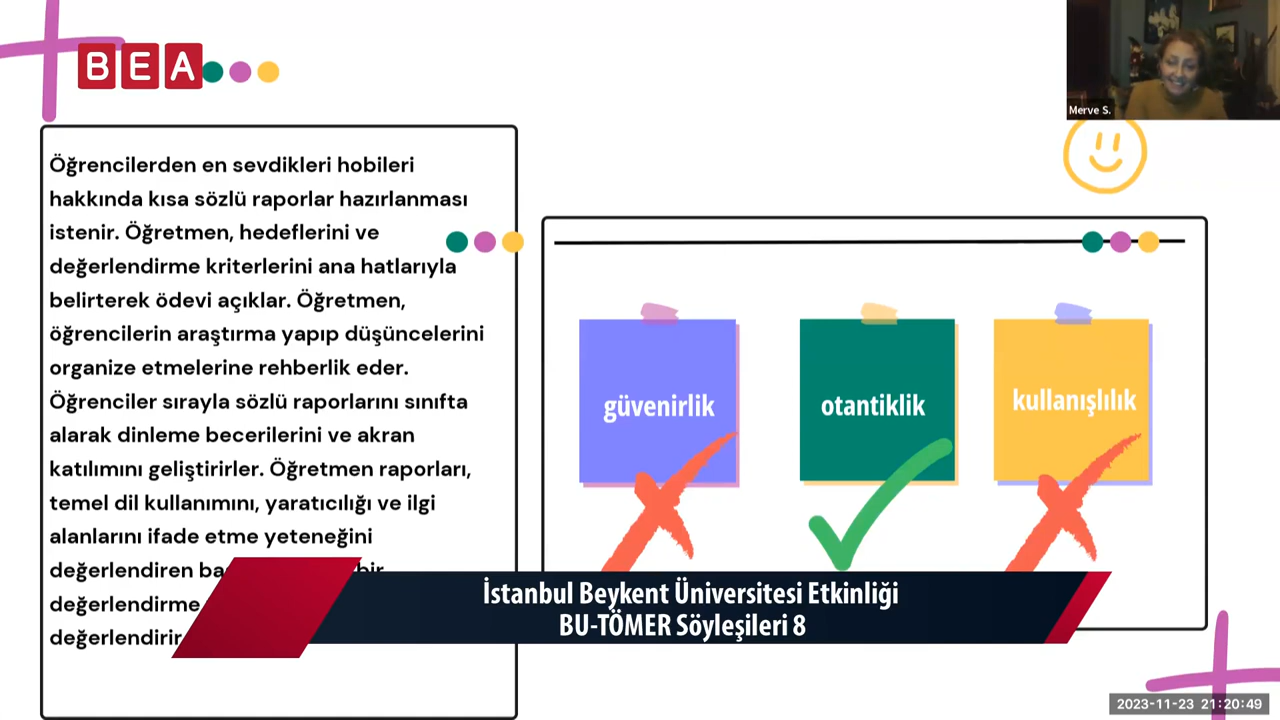 BEA
Merve S.
Öğrencilerden en sevdikleri hobileri
hakkında kısa sözlü raporlar hazırlanması
istenir. Öğretmen, hedeflerini ve
değerlendirme kriterlerini ana hatlarıyla
belirterek ödevi açıklar. Öğretmen,
öğrencilerin araştırma yapıp düşüncelerini
organize etmelerine rehberlik eder.
Öğrenciler sırayla sözlü raporlarını sınıfta
alarak dinleme becerilerini ve akran
katılımını geliştirirler. Öğretmen raporları,
temel dil kullanımını, yaratıcılığı ve ilgi
alanlarını ifade etme yeteneğini
değerlendiren bir
değerlendirme
değerlendirir
güvenirlik
otantiklik
kullanışlılık
İstanbul Beykent Üniversitesi Etkinliği
BU-TÖMER Söyleşileri 8
2023-11-23 21:20:49